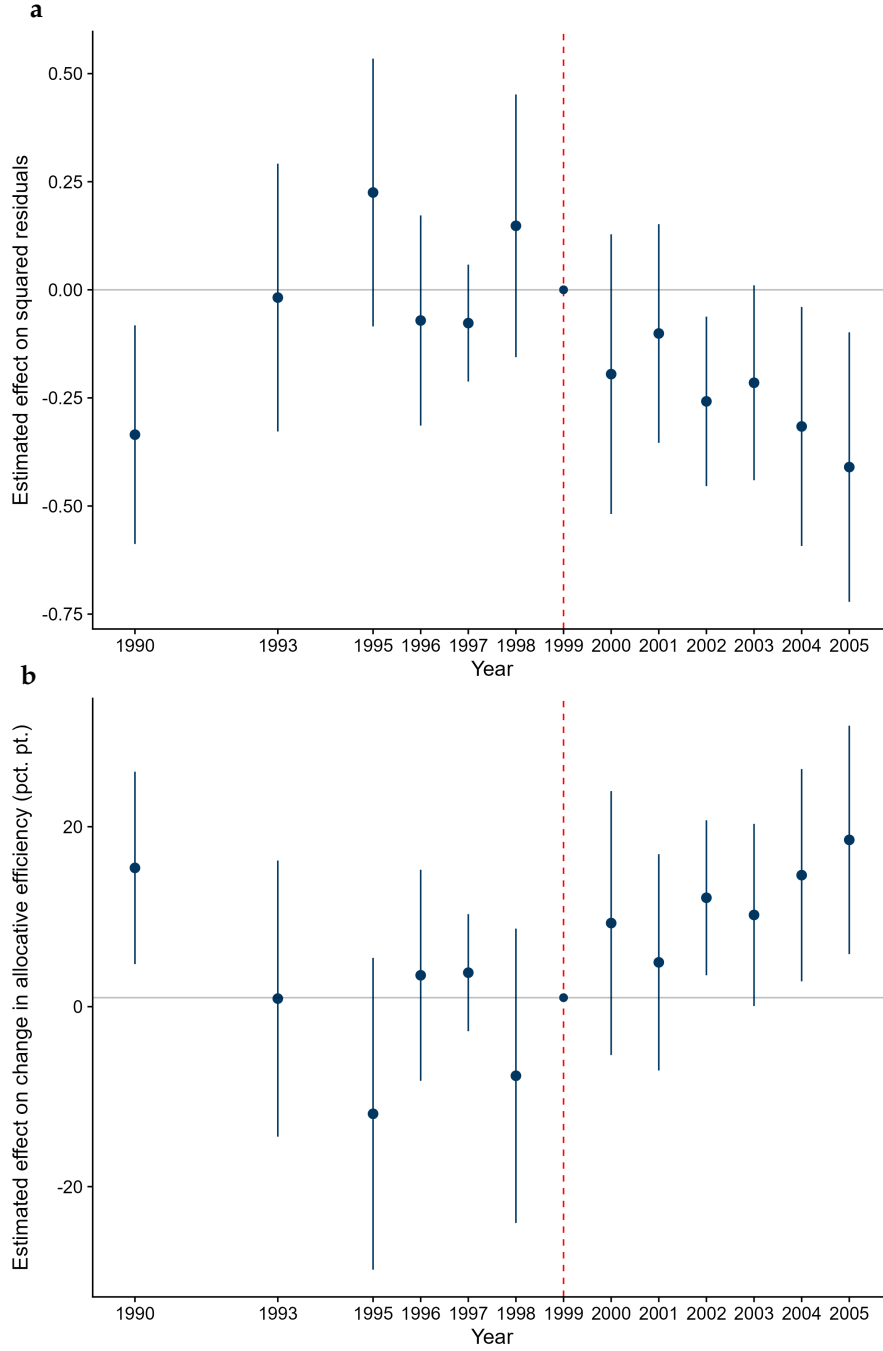 a
Estimated effect on squared residuals
0.50
0.25
0.00
-0.25
-0.50
-0.75
1990 1993 1995 1996 1997 1998 1999 2000 2001 2002 2003 2004 2005
Year
b
Estimated effect on change in allocative efficiency (pct. pt.)
20
0
-20
1990 1993 1995 1996 1997 1998 1999 2000 2001 2002 2003 2004 2005
Year